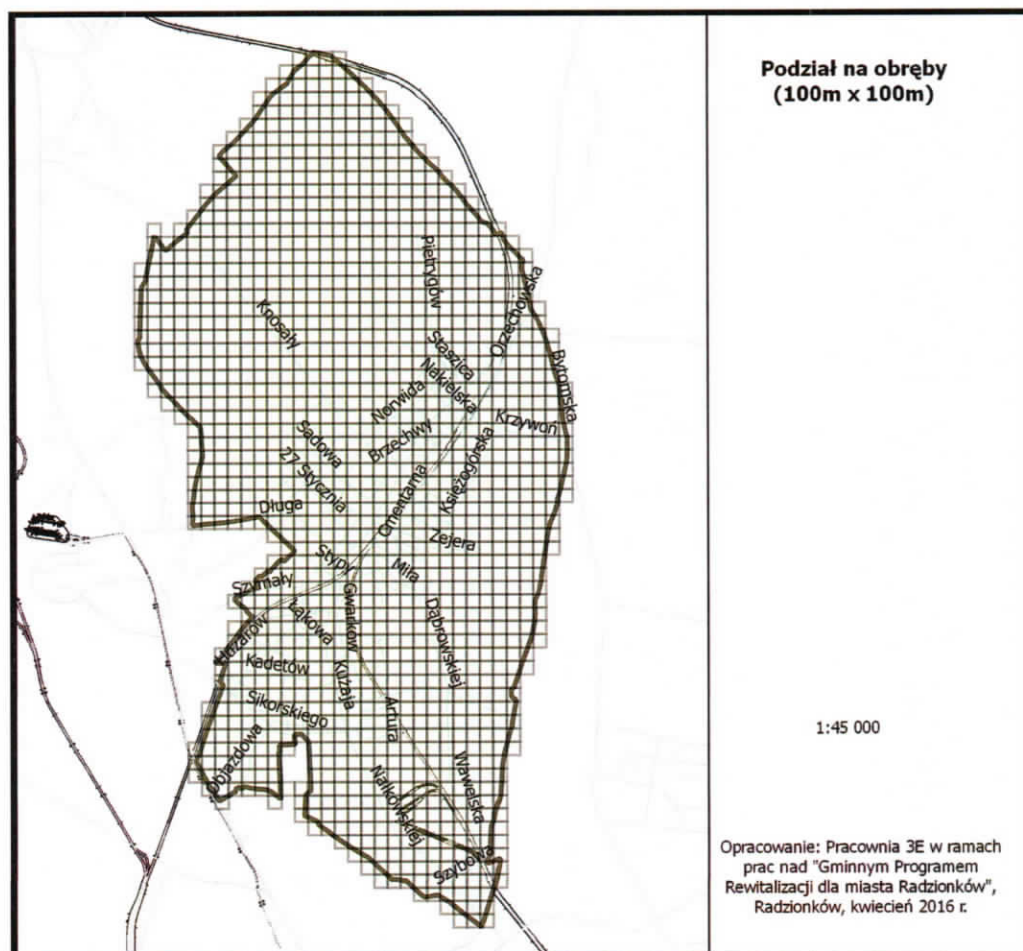 Podział na obręby
(100m x 100m)
Pietrygów
Orzechowska
Knosały
Staszica
Nakielska
Bytomska
Norwida
Krzywoń
Sadowa
Brzechwy
27 Stycznia
Księżogórska
Cmentarna
Długa
Zejera
Stypy
Miła
Szymały
Gwarków
Łąkowa
Huzarów
Dąbrowskiej
Kadetów
Kużaja
Sikorskiego
Artura
Objazdowa
Wawelska
Nałkowskiej
Szybowa
1:45 000
Opracowanie: Pracownia 3E w ramach
prac nad "Gminnym Programem
Rewitalizacji dla miasta Radzionków",
Radzionków, kwiecień 2016 r.